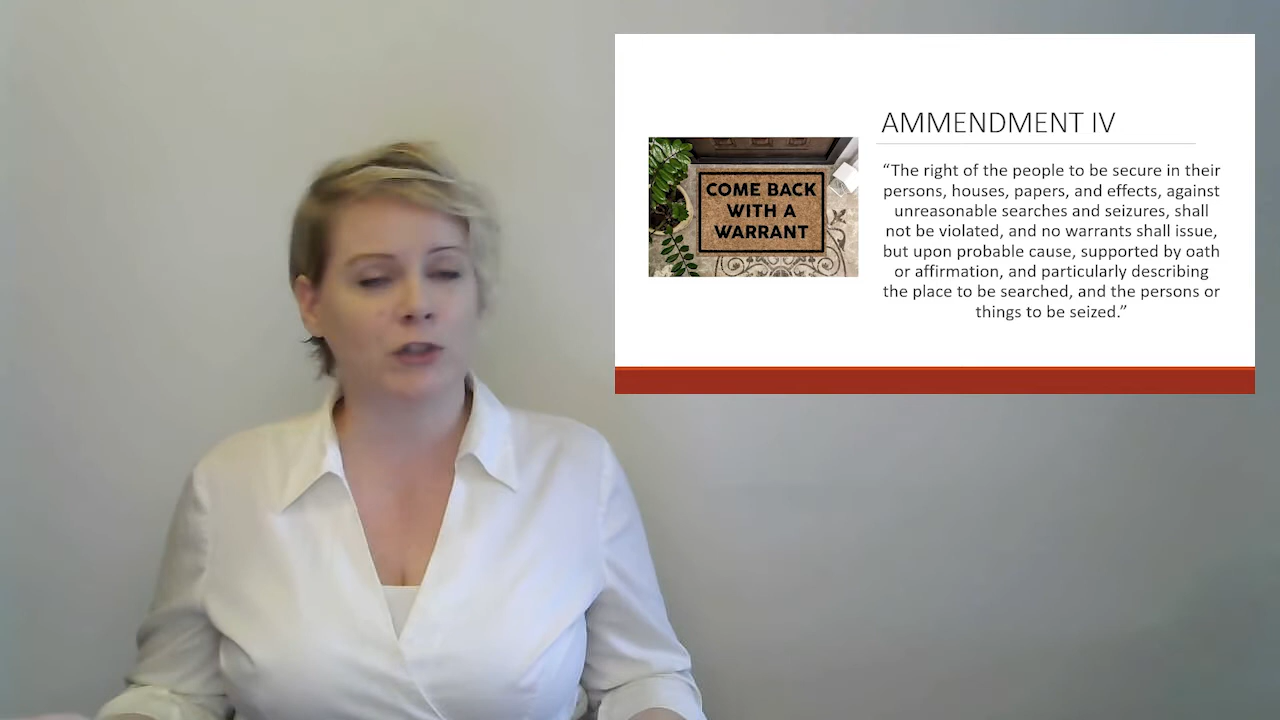 COME BACK
WITH A
WARRANT
AMMENDMENT IV
“The right of the people to be secure in their
persons, houses, papers, and effects, against
unreasonable searches and seizures, shall
not be violated, and no warrants shall issue,
but upon probable cause, supported by oath
or affirmation, and particularly describing
the place to be searched, and the persons or
things to be seized.”